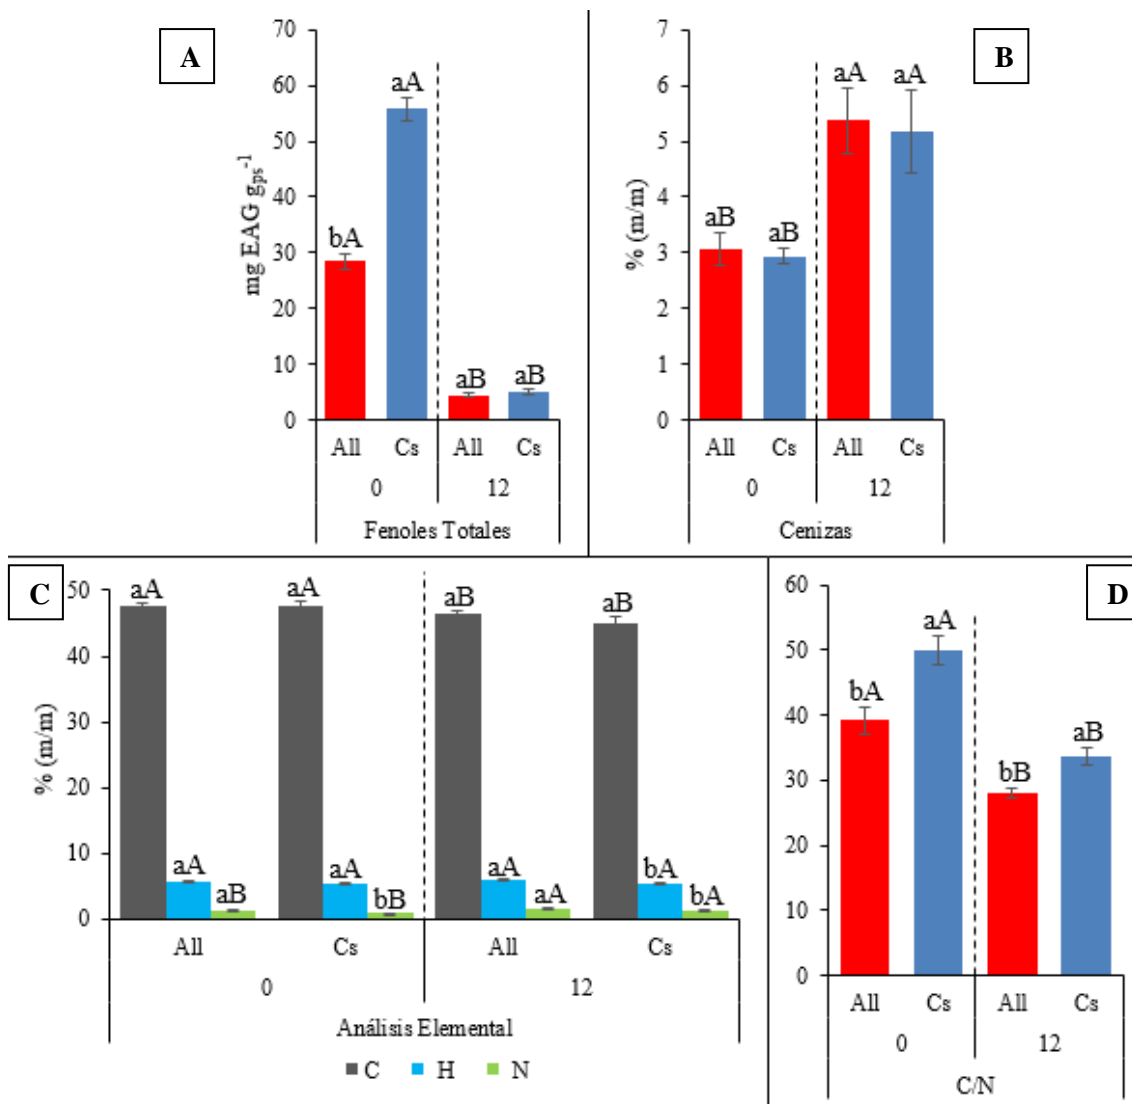 A
mg EAG gps-1
70
60
50
40
30
20
10
0
bA
aA
aB
aB
All
Cs
All
Cs
0
12
Fenoles Totales
B
% (m/m)
7
6
5
4
3
2
1
0
aB
aB
aA
aA
All
Cs
All
Cs
0
12
Cenizas
C
% (m/m)
50
40
30
20
10
0
aA
aA
aB
aA
aA
bB
aB
aA
aA
aB
bA
bA
All
Cs
All
Cs
0
12
Análisis Elemental
C H N
D
60
50
40
30
20
10
0
bA
aA
bB
aB
All
Cs
All
Cs
0
12
C/N